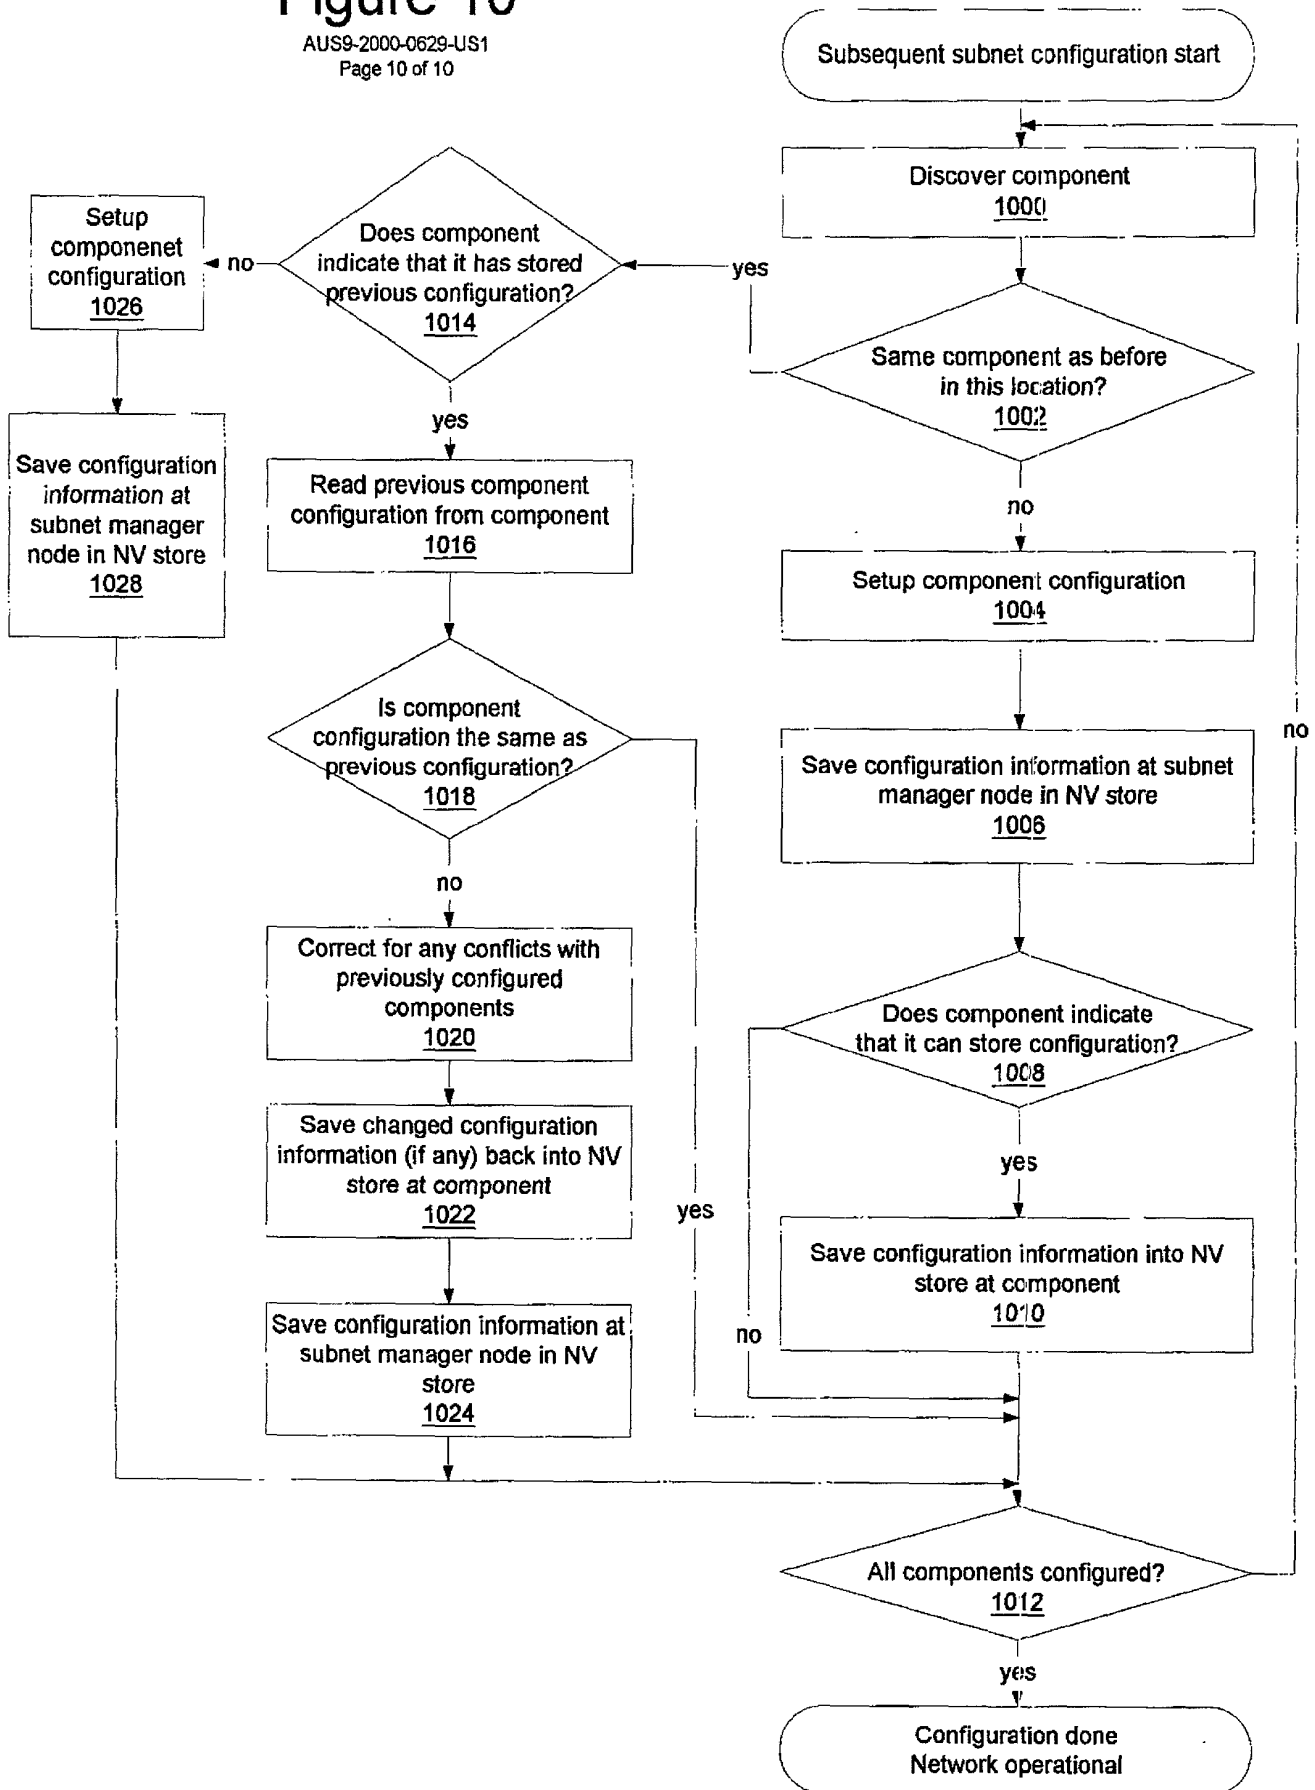 Figure 10
AUS9-2000-0629-US1
Page 10 of 10
Subsequent subnet configuration start
Discover component
1000
Same component as before
in this location?
1002
yes
no
Does component
indicate that it has stored
previous configuration?
1014
no
yes
Setup
componenet
configuration
1026
Save configuration
information at
subnet manager
node in NV store
1028
Read previous component
configuration from component
1016
Is component
configuration the same as
previous configuration?
1018
no
yes
Correct for any conflicts with
previously configured
components
1020
Save changed configuration
information (if any) back into NV
store at component
1022
Save configuration information at
subnet manager node in NV
store
1024
Setup component configuration
1004
Save configuration information at subnet
manager node in NV store
1006
Does component indicate
that it can store configuration?
1008
yes
no
Save configuration information into NV
store at component
1010
All components configured?
1012
no
yes
Configuration done
Network operational